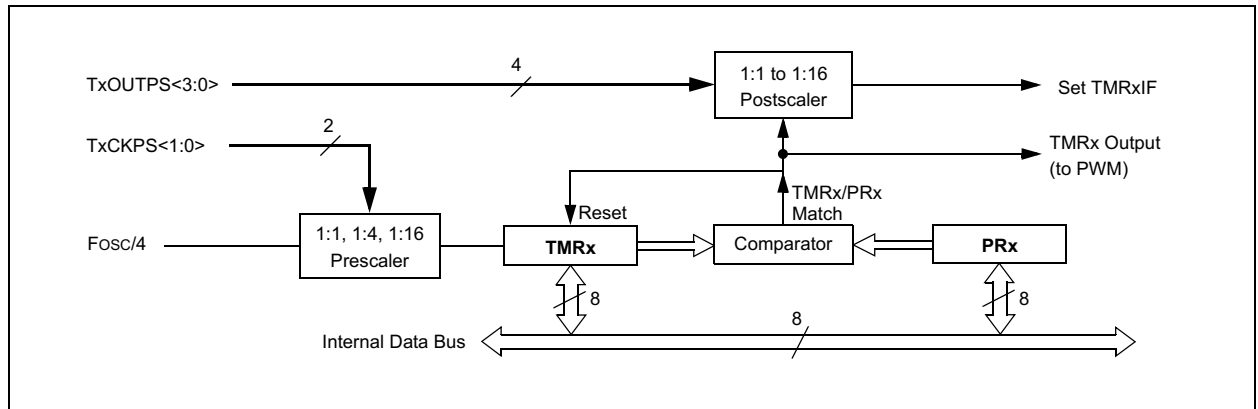 TxOUTPS<3:0>
4
1:1 to 1:16
Postscaler
Set TMRxIF
TxCKPS<1:0>
2
TMRx Output
(to PWM)
TMRx/PRx
Match
Reset
FOSC/4
1:1, 1:4, 1:16
Prescaler
TMRx
Comparator
PRx
8
8
8
Internal Data Bus